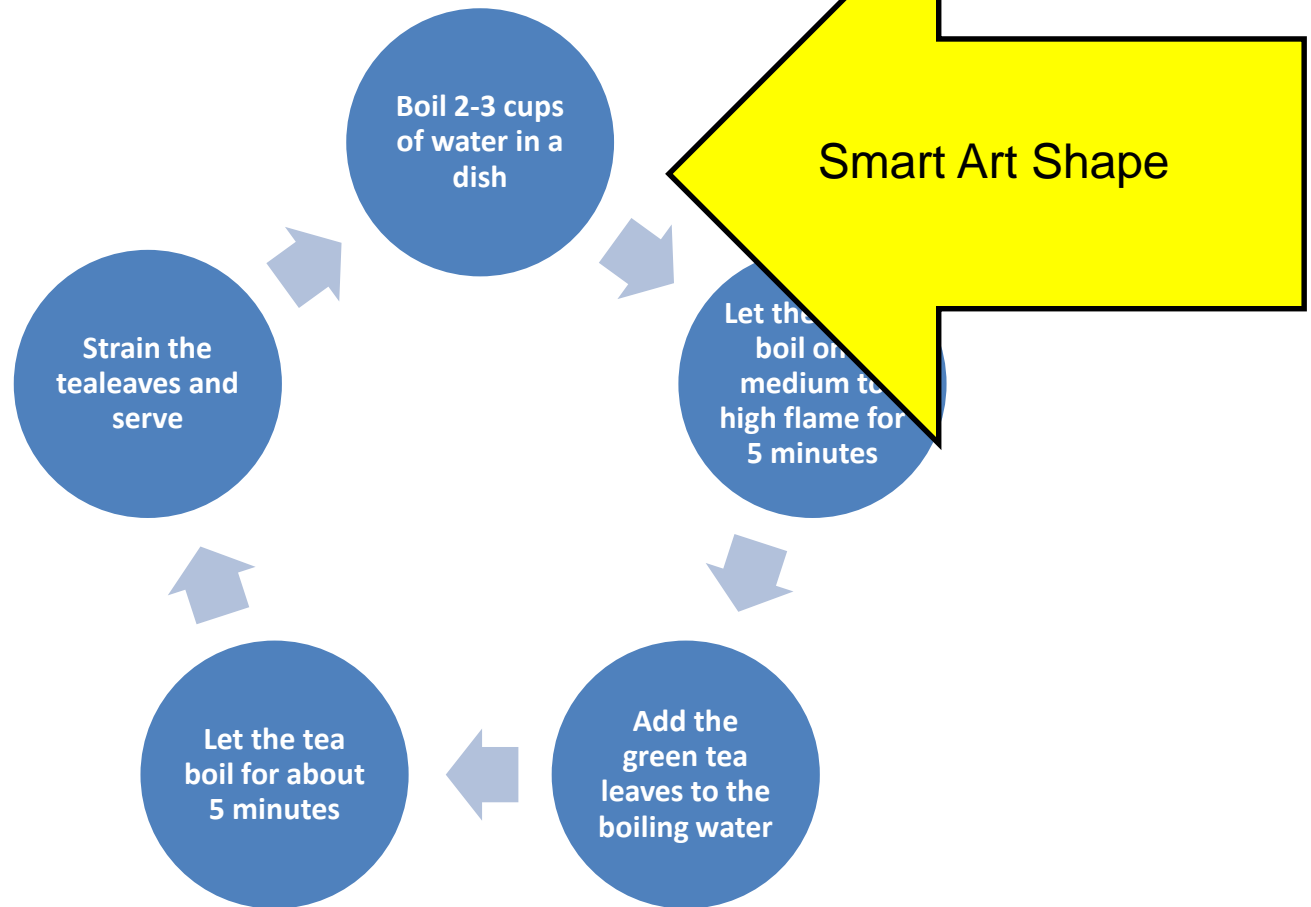 Boil 2-3 cups
of water in a
dish
Smart Art Shape
Let the
boil on
medium to
high flame for
5 minutes
Add the
green tea
leaves to the
boiling water
Let the tea
boil for about
5 minutes
Strain the
tealeaves and
serve